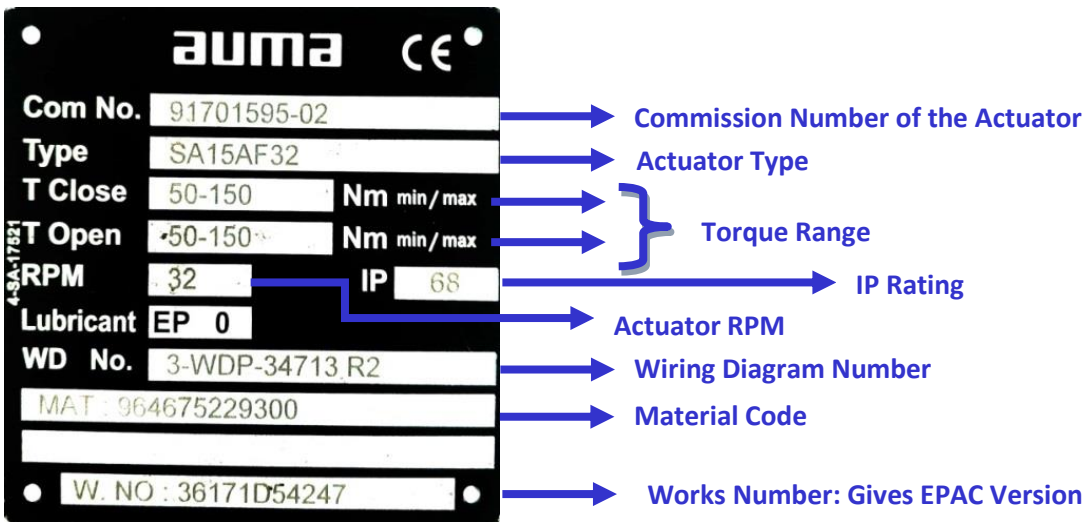 auma CE
Com No. 91701595-02 Commission Number of the Actuator
Type SA15AF32 Actuator Type
T Close 50-150 Nm min/max
T Open 50-150 Nm min/max
Torque Range
RPM 32 IP 68 IP Rating
Lubricant EP 0 Actuator RPM
WD No. 3-WDP-34713 R2 Wiring Diagram Number
MAT : 964675229300 Material Code
W. NO : 36171D54247 Works Number: Gives EPAC Version
4-SA-17521